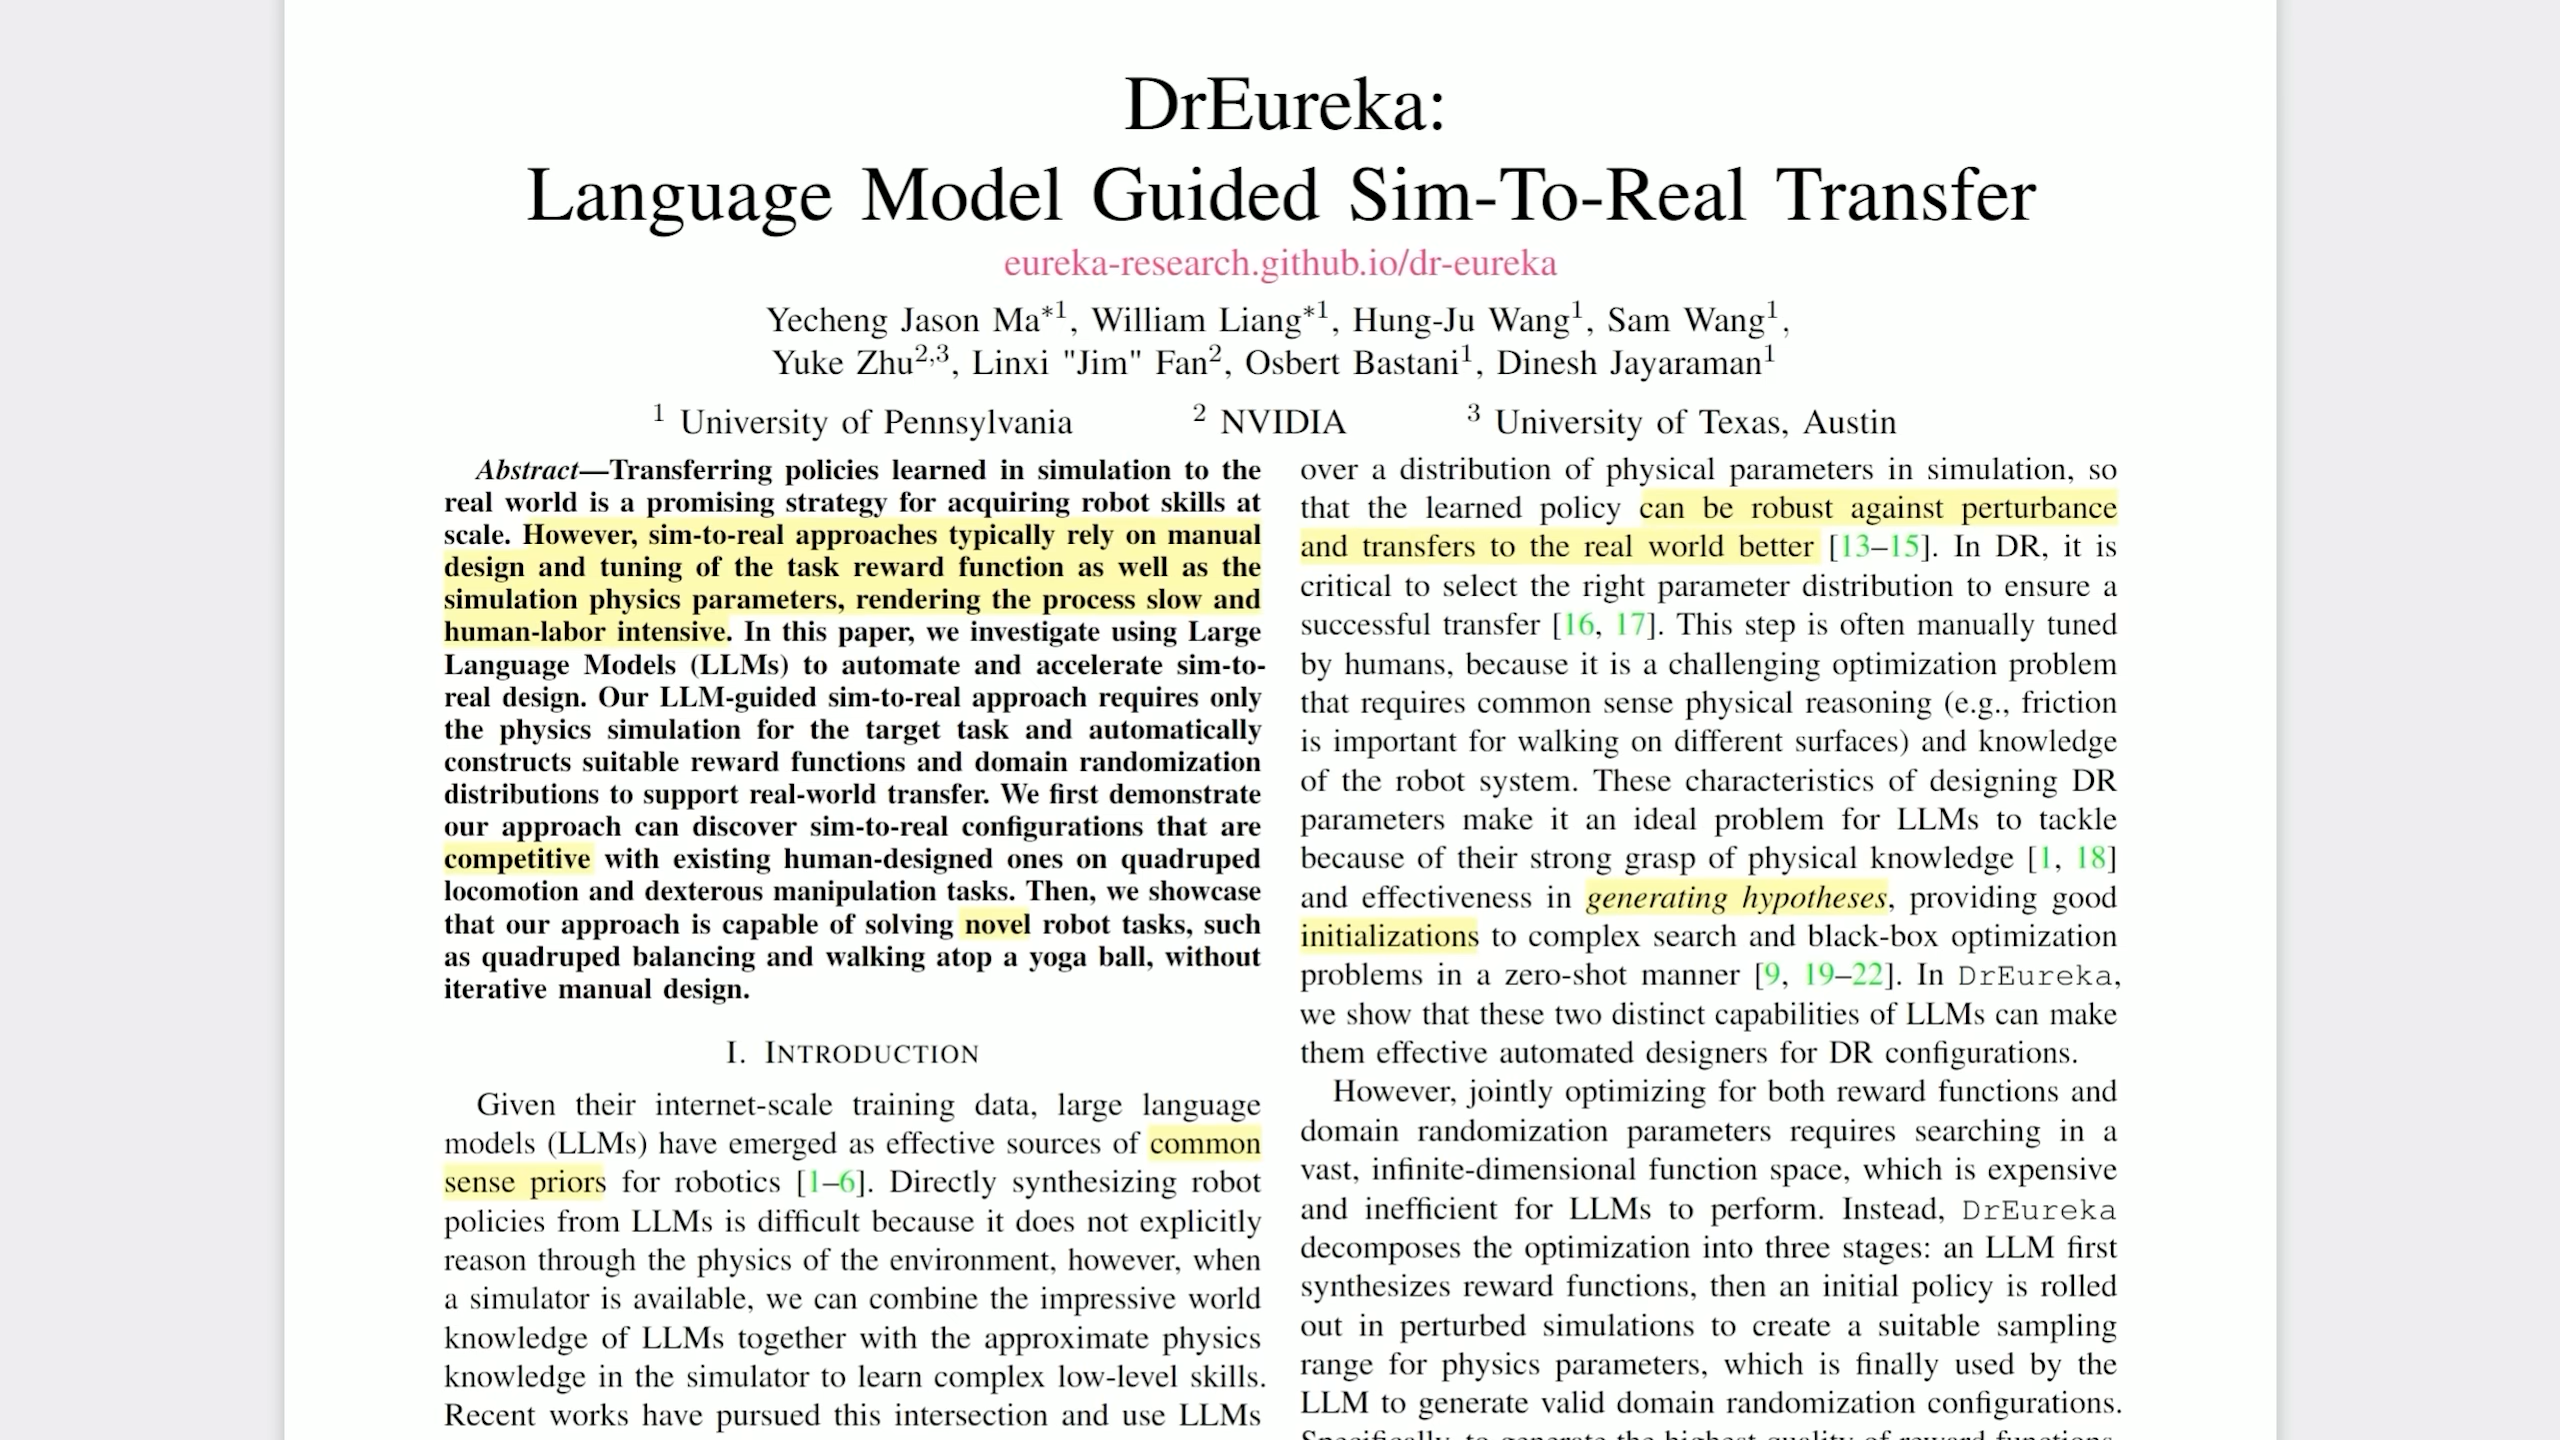 DrEureka:
Language Model Guided Sim-To-Real Transfer
eureka-research.github.io/dr-eureka
Yecheng Jason Ma*1, William Liang*1, Hung-Ju Wang1, Sam Wang1,
Yuke Zhu2,3, Linxi "Jim" Fan2, Osbert Bastani1, Dinesh Jayaraman1
1 University of Pennsylvania 2 NVIDIA 3 University of Texas, Austin
Abstract—Transferring policies learned in simulation to the
real world is a promising strategy for acquiring robot skills at
scale. However, sim-to-real approaches typically rely on manual
design and tuning of the task reward function as well as the
simulation physics parameters, rendering the process slow and
human-labor intensive. In this paper, we investigate using Large
Language Models (LLMs) to automate and accelerate sim-to-
real design. Our LLM-guided sim-to-real approach requires only
the physics simulation for the target task and automatically
constructs suitable reward functions and domain randomization
distributions to support real-world transfer. We first demonstrate
our approach can discover sim-to-real configurations that are
competitive with existing human-designed ones on quadruped
locomotion and dexterous manipulation tasks. Then, we showcase
that our approach is capable of solving novel robot tasks, such
as quadruped balancing and walking atop a yoga ball, without
iterative manual design.
I. INTRODUCTION
Given their internet-scale training data, large language
models (LLMs) have emerged as effective sources of common
sense priors for robotics [1–6]. Directly synthesizing robot
policies from LLMs is difficult because it does not explicitly
reason through the physics of the environment, however, when
a simulator is available, we can combine the impressive world
knowledge of LLMs together with the approximate physics
knowledge in the simulator to learn complex low-level skills.
Recent works have pursued this intersection and use LLMs
over a distribution of physical parameters in simulation, so
that the learned policy can be robust against perturbance
and transfers to the real world better [13–15]. In DR, it is
critical to select the right parameter distribution to ensure a
successful transfer [16, 17]. This step is often manually tuned
by humans, because it is a challenging optimization problem
that requires common sense physical reasoning (e.g., friction
is important for walking on different surfaces) and knowledge
of the robot system. These characteristics of designing DR
parameters make it an ideal problem for LLMs to tackle
because of their strong grasp of physical knowledge [1, 18]
and effectiveness in generating hypotheses, providing good
initializations to complex search and black-box optimization
problems in a zero-shot manner [9, 19–22]. In DrEureka,
we show that these two distinct capabilities of LLMs can make
them effective automated designers for DR configurations.
However, jointly optimizing for both reward functions and
domain randomization parameters requires searching in a
vast, infinite-dimensional function space, which is expensive
and inefficient for LLMs to perform. Instead, DrEureka
decomposes the optimization into three stages: an LLM first
synthesizes reward functions, then an initial policy is rolled
out in perturbed simulations to create a suitable sampling
range for physics parameters, which is finally used by the
LLM to generate valid domain randomization configurations.
Specifically, to generate the highest quality of reward functions,